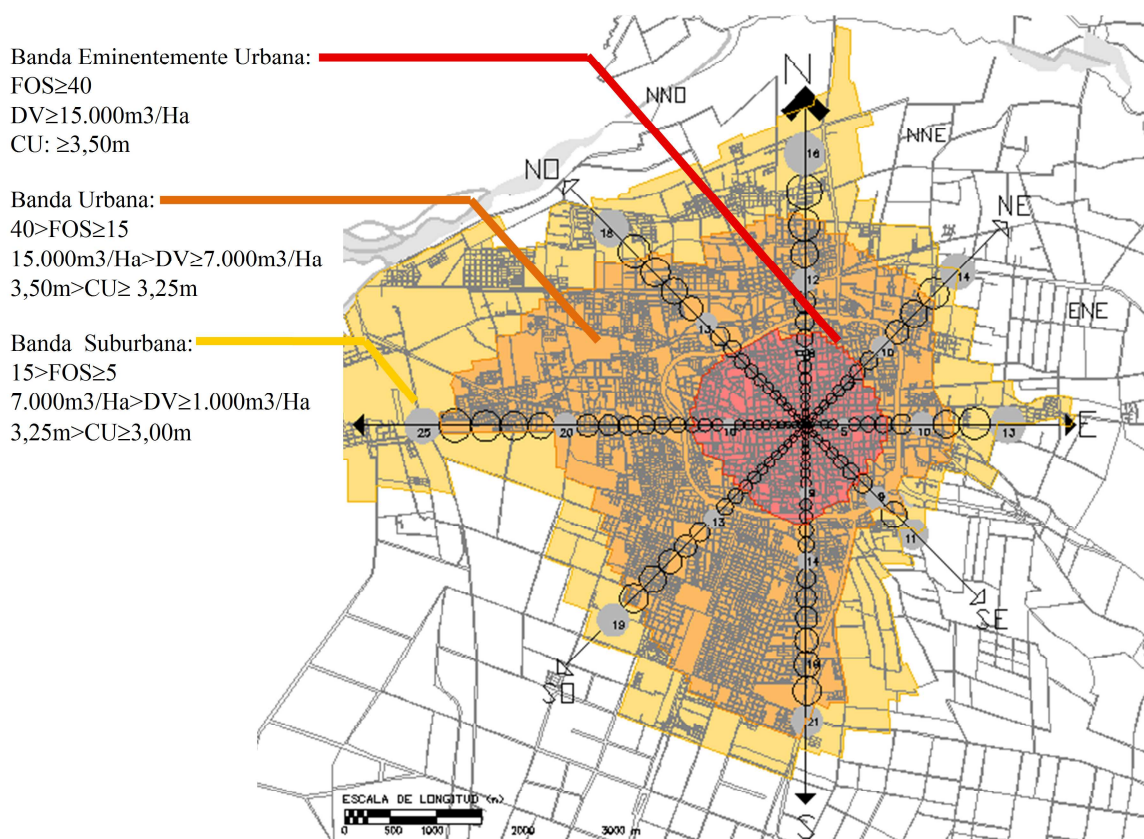 Banda Eminentemente Urbana:
FOS≥40
DV≥15.000m3/Ha
CU: ≥3,50m
Banda Urbana:
40>FOS≥15
15.000m3/Ha>DV≥7.000m3/Ha
3,50m>CU≥ 3,25m
Banda Suburbana:
15>FOS≥5
7.000m3/Ha>DV≥1.000m3/Ha
3,25m>CU≥3,00m
N
NNO
NNE
NO
NE
ENE
E
SE
S
SO
16
12
18
13
14
10
25
20
10
5
10
13
9
9
11
13
19
14
19
21
ESCALA DE LONGITUD (m)
0 500 1000 2000 3000 m